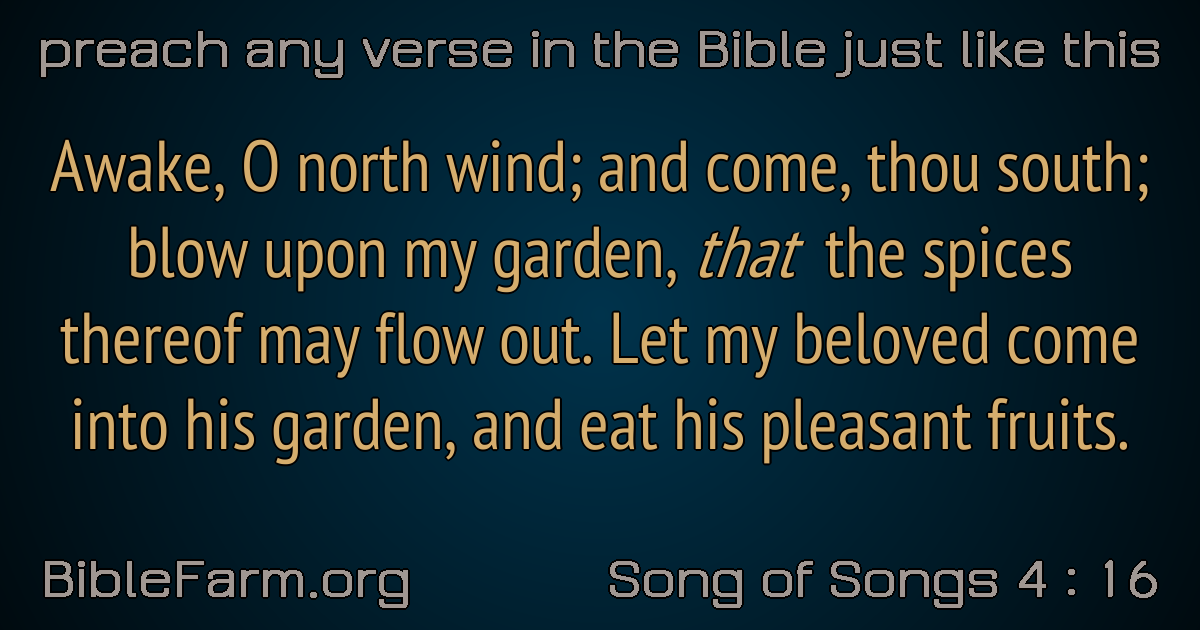 preach any verse in the Bible just like this
Awake, O north wind; and come, thou south;
blow upon my garden, that the spices
thereof may flow out. Let my beloved come
into his garden, and eat his pleasant fruits.
BibleFarm.org
Song of Songs 4 : 16